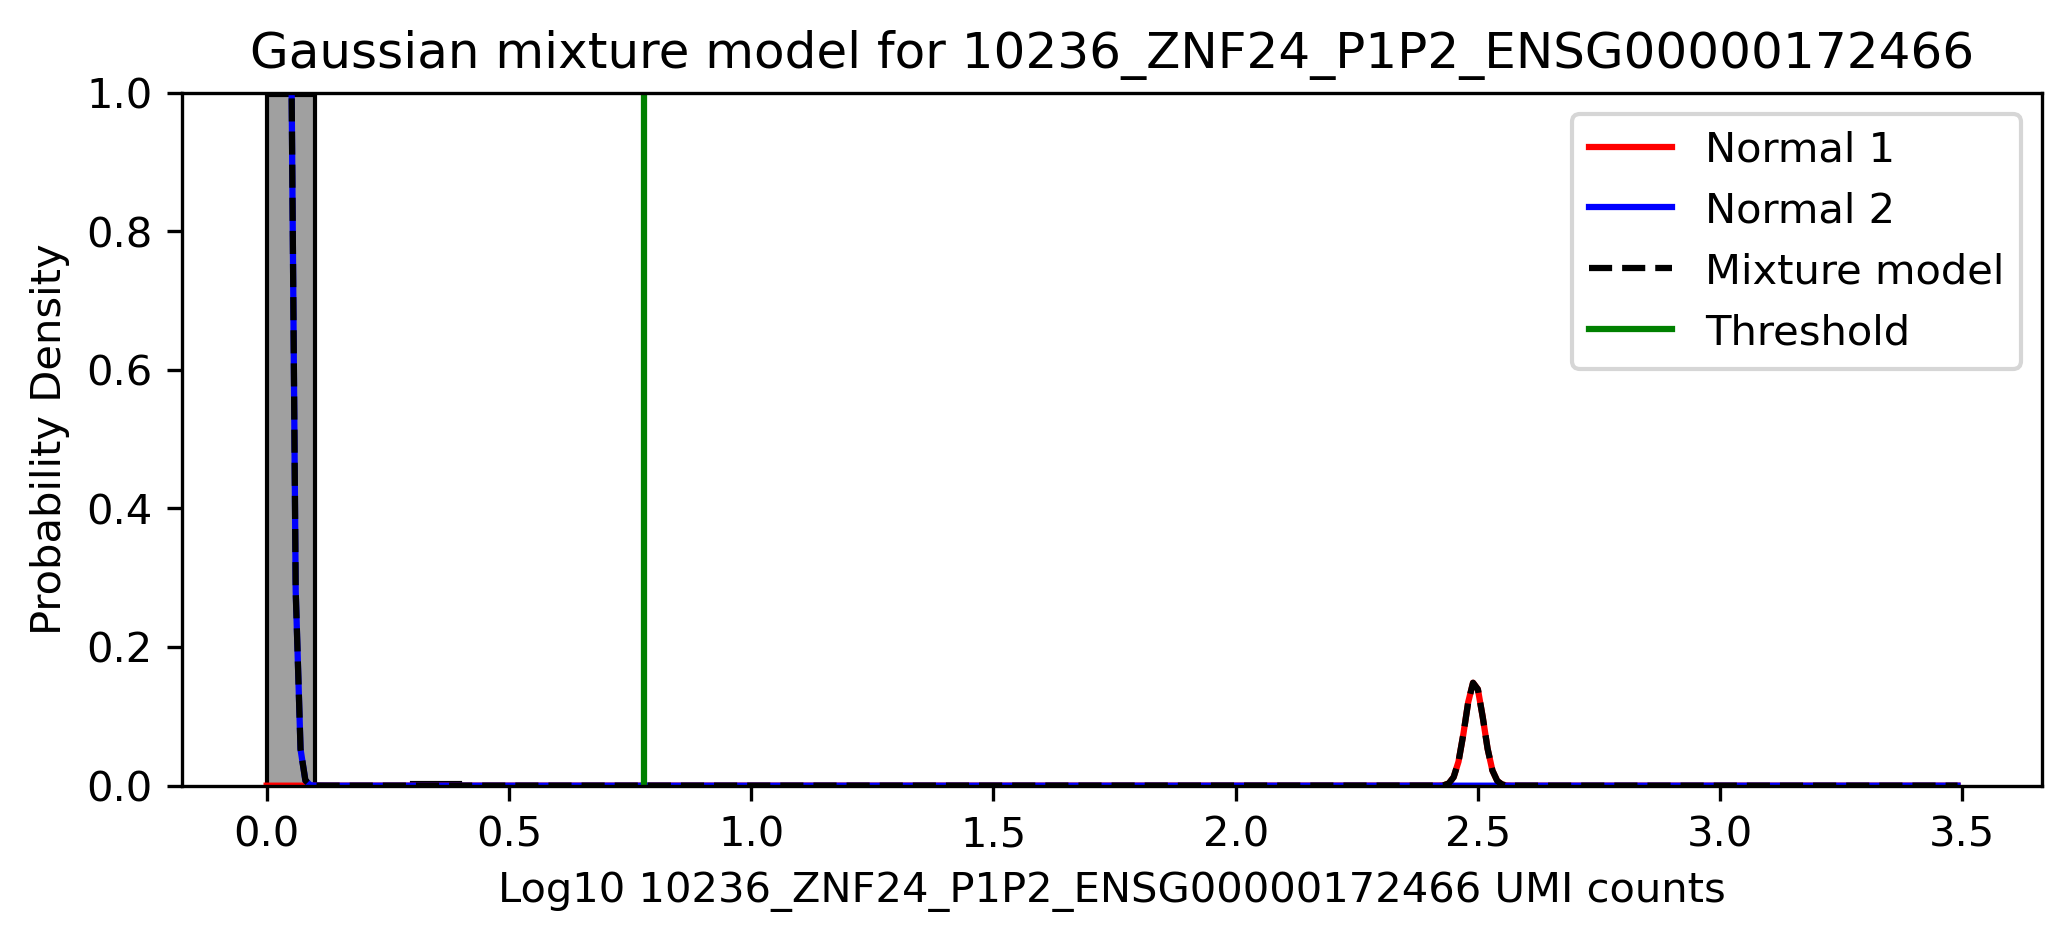 Gaussian mixture model for 10236_ZNF24_P1P2_ENSG00000172466
Probability Density
1.0
0.8
0.6
0.4
0.2
0.0
Normal 1
Normal 2
Mixture model
Threshold
0.0 0.5 1.0 1.5 2.0 2.5 3.0 3.5
Log10 10236_ZNF24_P1P2_ENSG00000172466 UMI counts